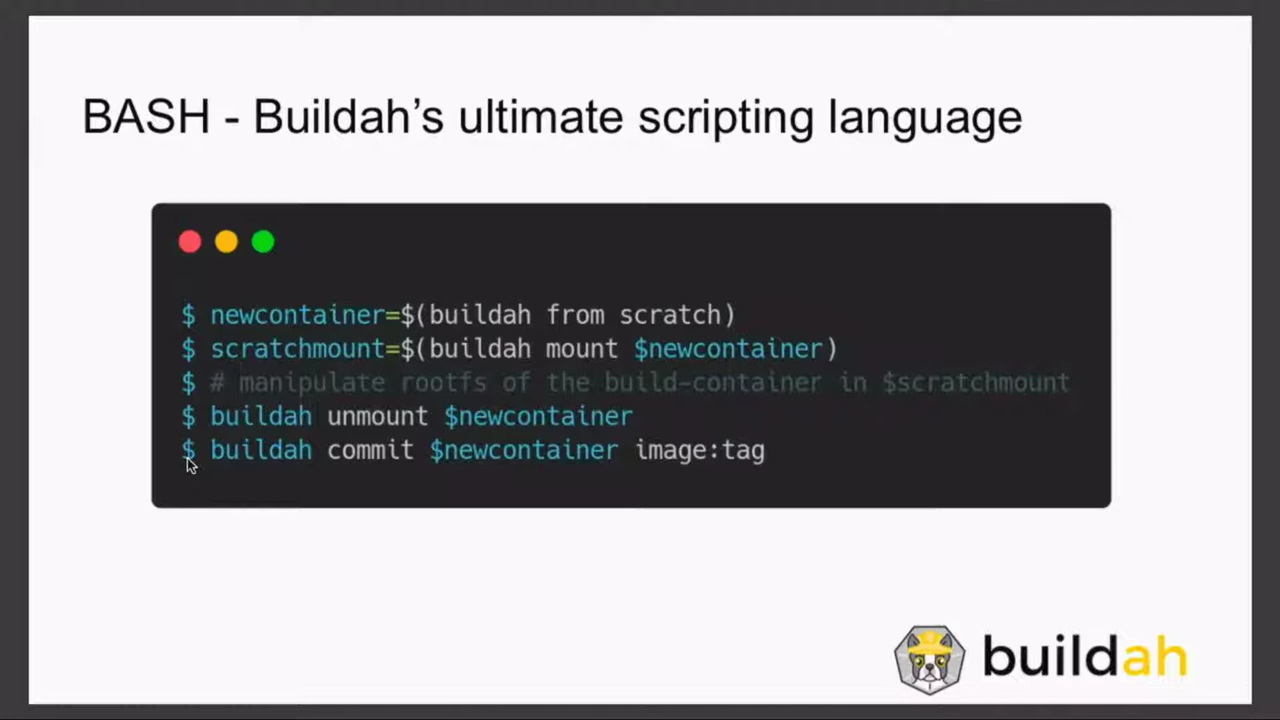 BASH - Buildah’s ultimate scripting language
$ newcontainer=$(buildah from scratch)
$ scratchmount=$(buildah mount $newcontainer)
$ # manipulate rootfs of the build-container in $scratchmount
$ buildah unmount $newcontainer
$ buildah commit $newcontainer image:tag
buildah